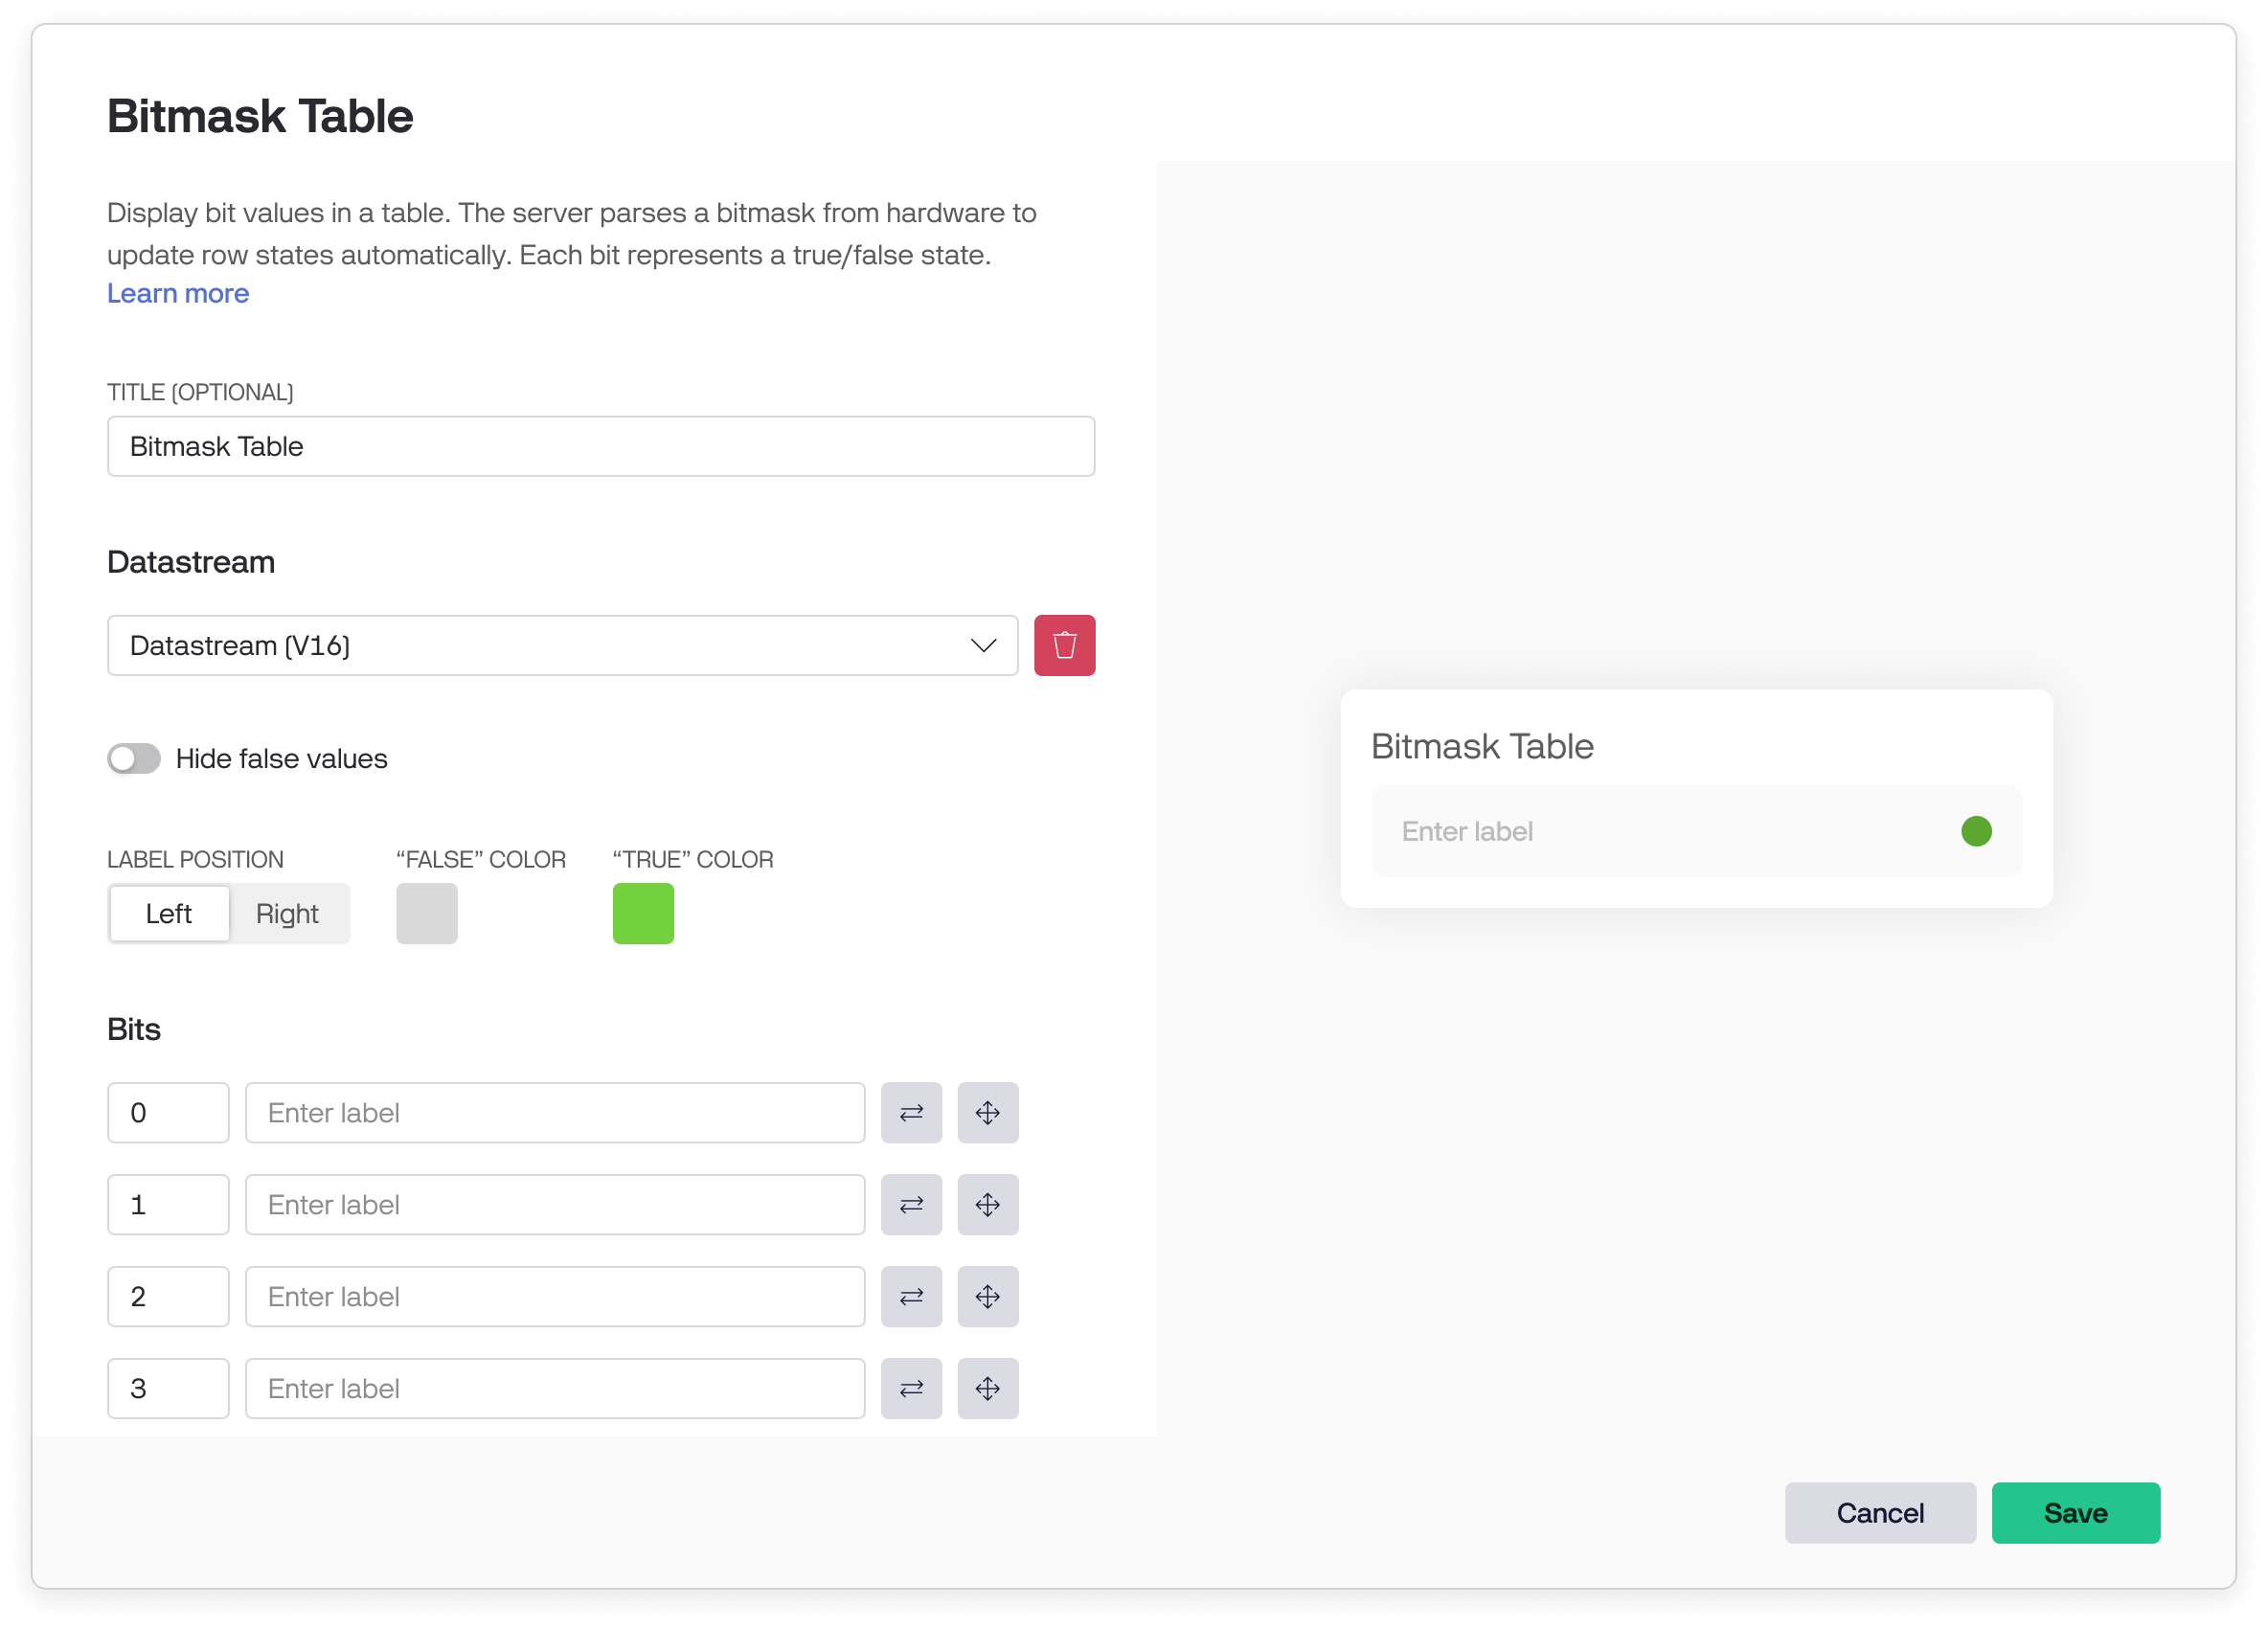 Bitmask Table
Display bit values in a table. The server parses a bitmask from hardware to
update row states automatically. Each bit represents a true/false state.
Learn more
TITLE (OPTIONAL)
Bitmask Table
Datastream
Datastream (V16)
Hide false values
LABEL POSITION
Left
Right
“FALSE” COLOR
“TRUE” COLOR
Bits
0
Enter label
1
Enter label
2
Enter label
3
Enter label
Bitmask Table
Enter label
Cancel
Save